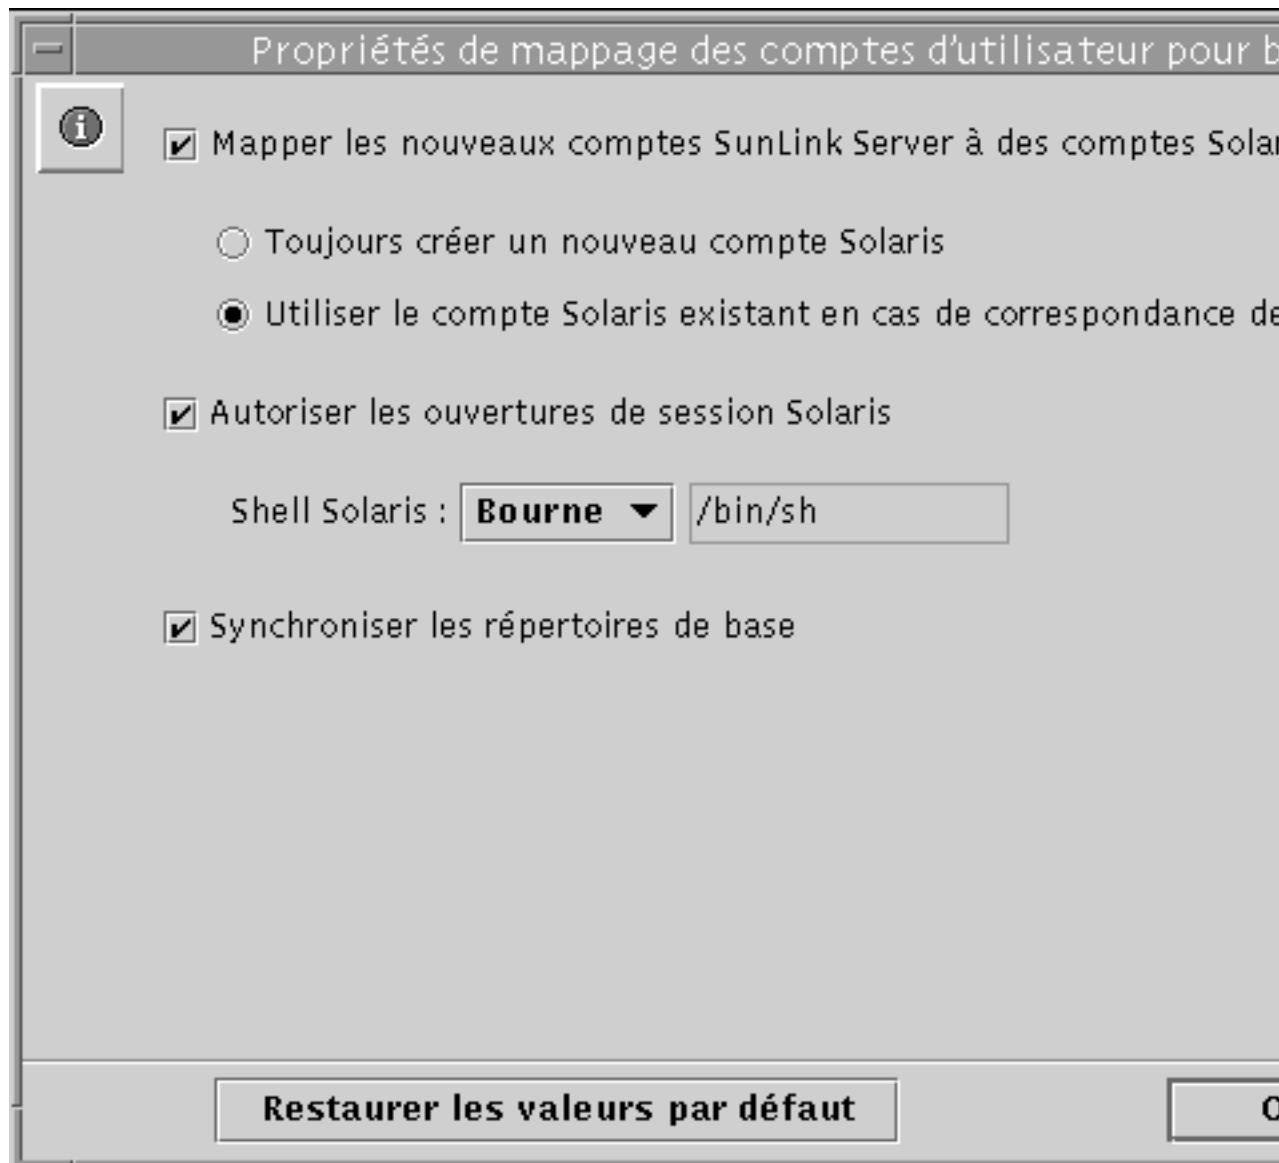 Propriétés de mappage des comptes d'utilisateur pour
Mapper les nouveaux comptes SunLink Server à des comptes
Toujours créer un nouveau compte Solaris
Utiliser le compte Solaris existant en cas de correspondance
Autoriser les ouvertures de session Solaris
Shell Solaris : Bourne /bin/sh
Synchroniser les répertoires de base
Restaurer les valeurs par défaut